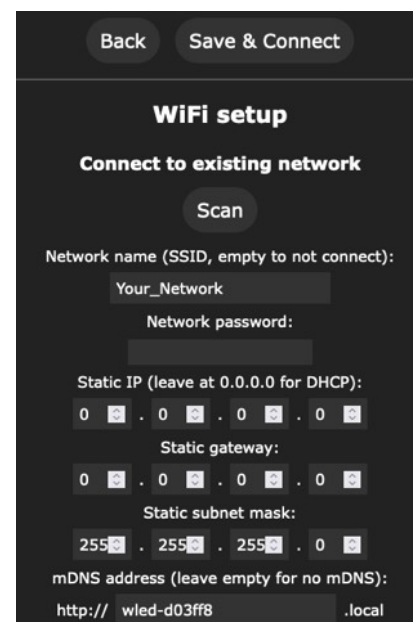 Back Save & Connect
WiFi setup
Connect to existing network
Scan
Network name (SSID, empty to not connect):
Your_Network
Network password:
Static IP (leave at 0.0.0.0 for DHCP):
0 . 0 . 0 . 0
Static gateway:
0 . 0 . 0 . 0
Static subnet mask:
255 . 255 . 255 . 0
mDNS address (leave empty for no mDNS):
http:// wled-d03ff8 .local